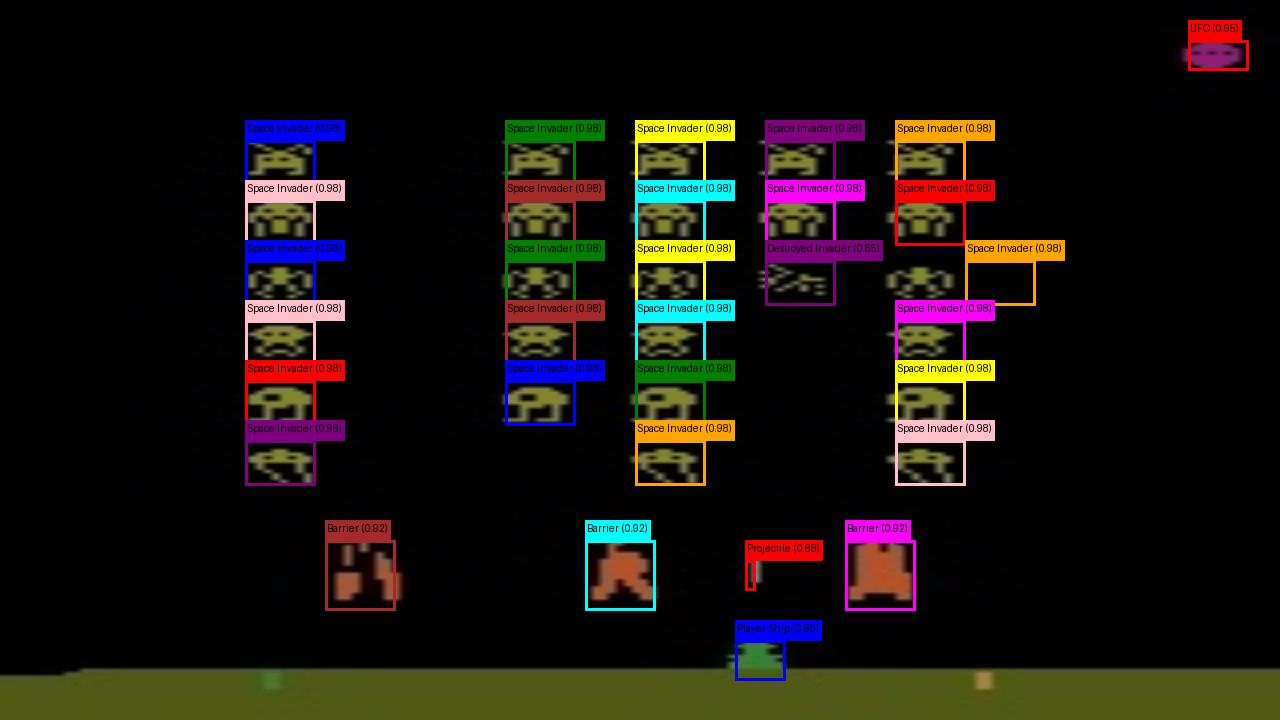 UFO (0.95)
Space Invader (0.98) Space Invader (0.98) Space Invader (0.98) Space Invader (0.98) Space Invader (0.98)
Space Invader (0.98) Space Invader (0.98) Space Invader (0.98) Space Invader (0.98) Space Invader (0.98)
Space Invader (0.98) Space Invader (0.98) Space Invader (0.98) Destroyed Invader (0.85) Space Invader (0.98)
Space Invader (0.98) Space Invader (0.98) Space Invader (0.98) Space Invader (0.98)
Space Invader (0.98) Space Invader (0.98) Space Invader (0.98) Space Invader (0.98)
Space Invader (0.98) Space Invader (0.98) Space Invader (0.98)
Barrier (0.92) Barrier (0.92) Barrier (0.92)
Projectile (0.88)
Player Ship (0.95)